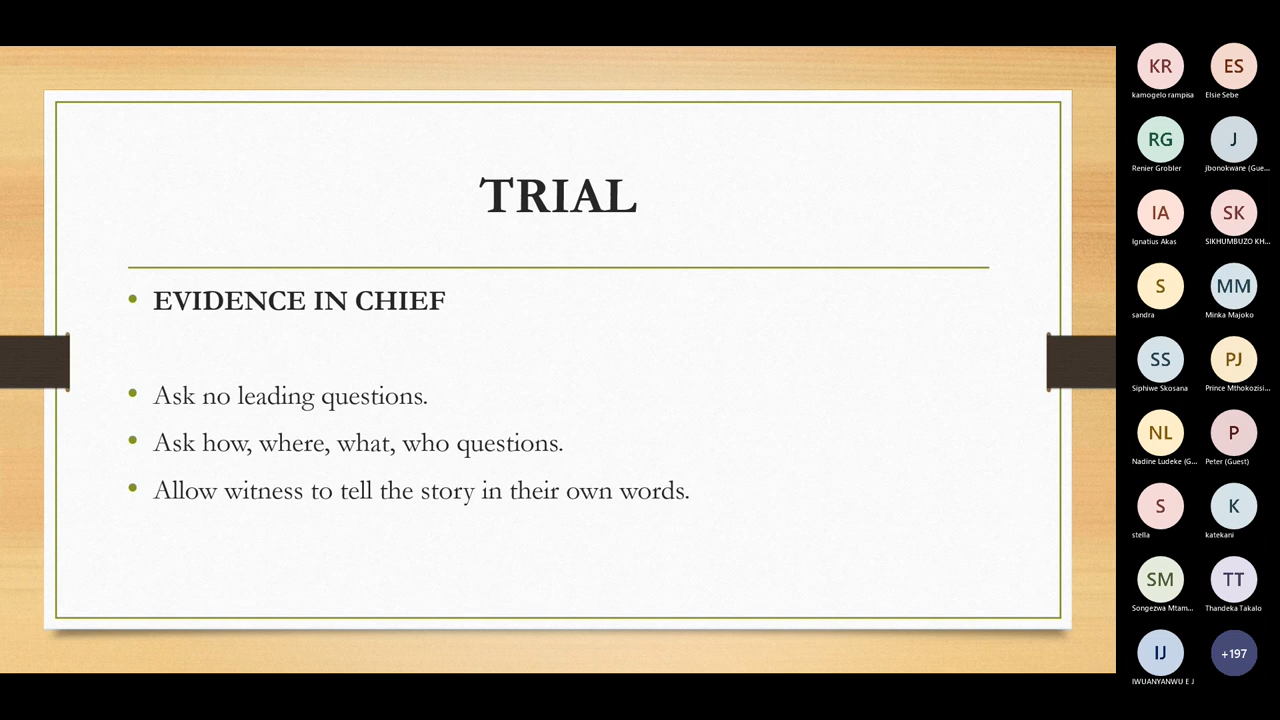 TRIAL
EVIDENCE IN CHIEF
Ask no leading questions.
Ask how, where, what, who questions.
Allow witness to tell the story in their own words.
KR
kamogelo rampisa
ES
Elsie Sebe
RG
Renier Grobler
J
jbonokwane (Gue...
IA
Ignatius Akas
SK
SIKHUMBUZO KH...
S
sandra
MM
Minka Majoko
SS
Siphiwe Skosana
PJ
Prince Mthokozisi...
NL
Nadine Ludeke (G...
P
Peter (Guest)
S
stella
K
katekani
SM
Songezwa Mtam...
TT
Thandeka Takalo
IJ
IWUANYANWU E J
+197